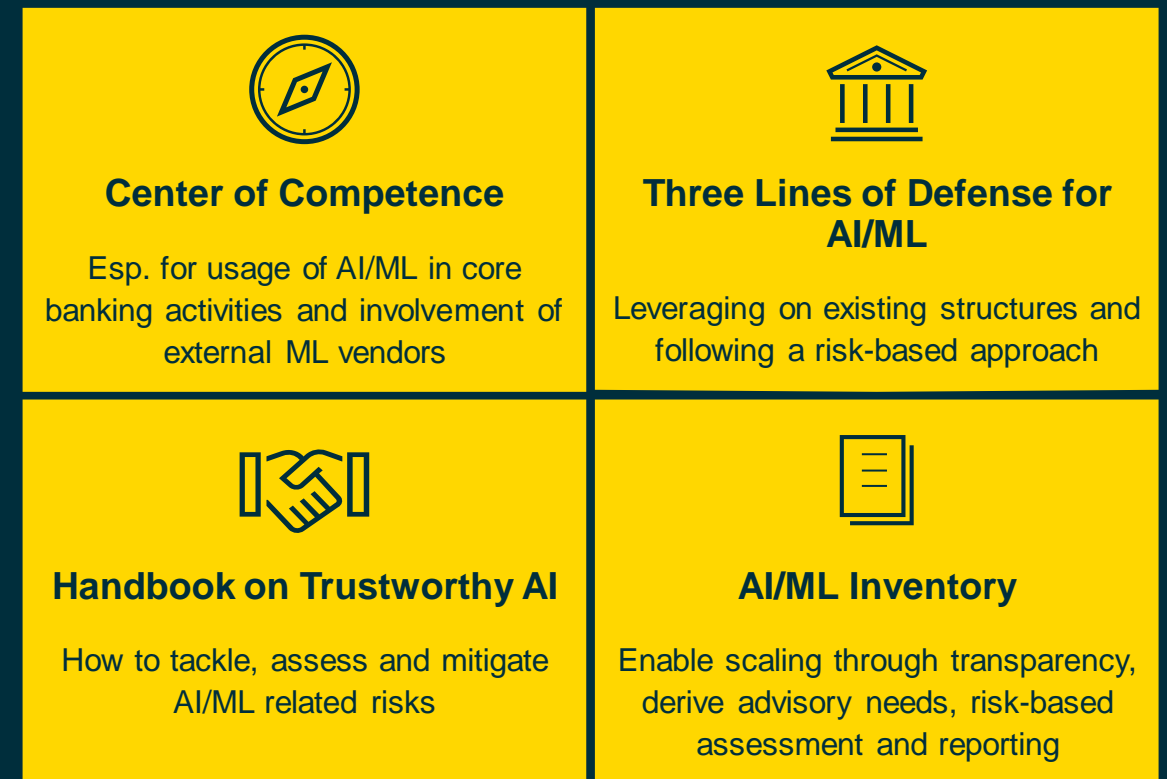 Center of Competence
Esp. for usage of AI/ML in core
banking activities and involvement of
external ML vendors
Three Lines of Defense for
AI/ML
Leveraging on existing structures and
following a risk-based approach
Handbook on Trustworthy AI
How to tackle, assess and mitigate
AI/ML related risks
AI/ML Inventory
Enable scaling through transparency,
derive advisory needs, risk-based
assessment and reporting